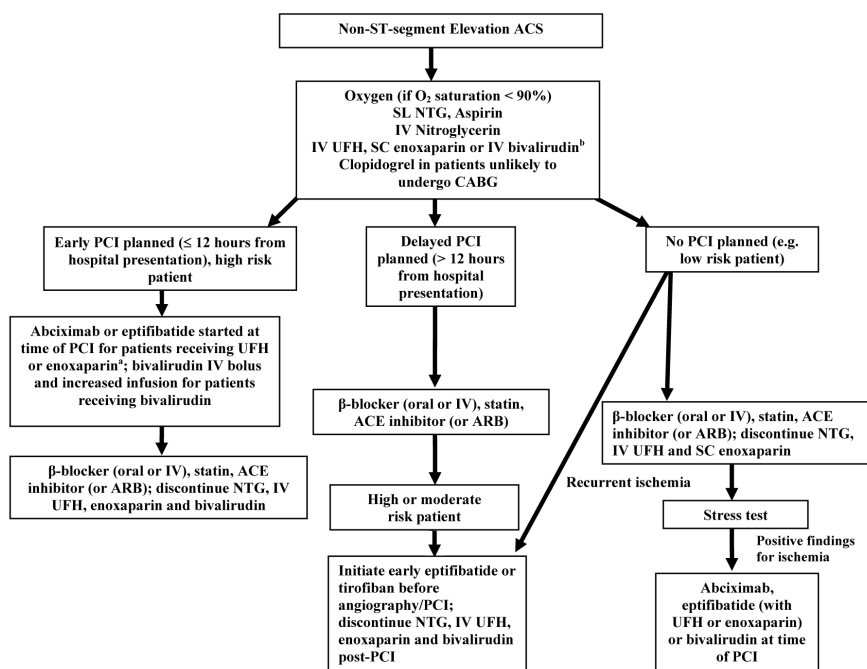 Non-ST-segment Elevation ACS
Oxygen (if O₂ saturation < 90%)
SL NTG, Aspirin
IV Nitroglycerin
IV UFH, SC enoxaparin or IV bivalirudinᵇ
Clopidogrel in patients unlikely to
undergo CABG
Early PCI planned (≤ 12 hours from
hospital presentation), high risk
patient
Delayed PCI
planned (> 12 hours
from hospital
presentation)
No PCI planned (e.g.
low risk patient)
Abciximab or eptifibatide started at
time of PCI for patients receiving UFH
or enoxaparinᵃ; bivalirudin IV bolus
and increased infusion for patients
receiving bivalirudin
β-blocker (oral or IV), statin,
ACE inhibitor (or ARB)
β-blocker (oral or IV), statin, ACE
inhibitor (or ARB); discontinue NTG,
IV UFH and SC enoxaparin
β-blocker (oral or IV), statin, ACE
inhibitor (or ARB); discontinue NTG, IV
UFH, enoxaparin and bivalirudin
High or moderate
risk patient
Recurrent ischemia
Stress test
Positive findings
for ischemia
Initiate early eptifibatide or
tirofiban before
angiography/PCI;
discontinue NTG, IV UFH,
enoxaparin and bivalirudin
post-PCI
Abciximab,
eptifibatide (with
UFH or enoxaparin)
or bivalirudin at time
of PCI